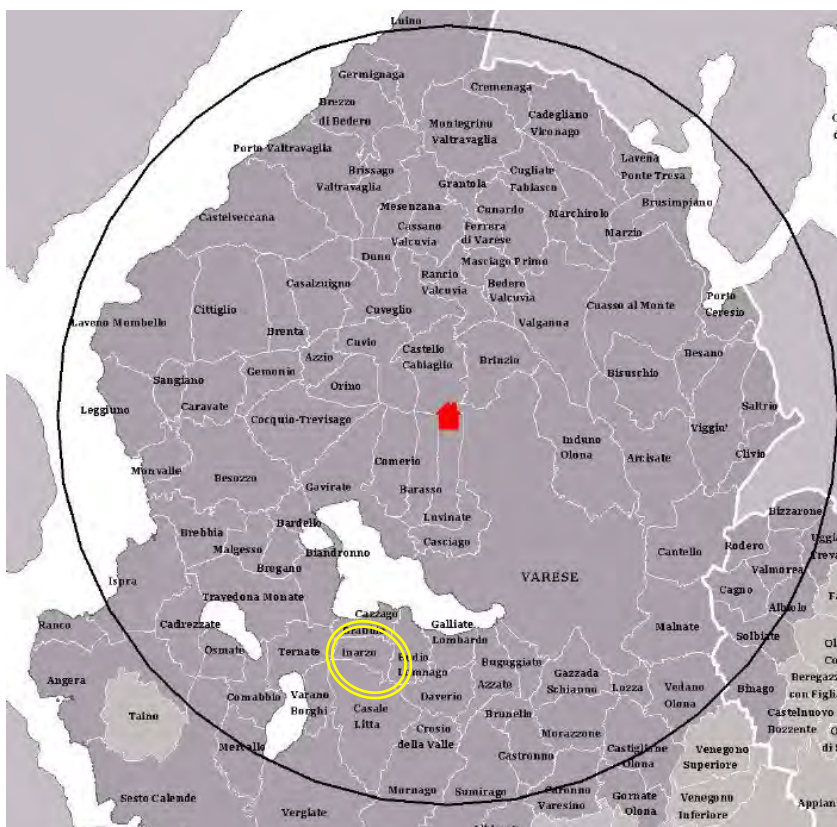 Luino
Germignaga
Cremenaga
Brezzo
di Bedero
Montegrino
Valtravaglia
Cadegliano
Viconago
Porto Valtravaglia
Brissago
Valtravaglia
Lavena
Ponte Tresa
Cugliate
Fabiasco
Grantola
Brusimpiano
Mesenzana
Cunardo
Marchirolo
Castelveccana
Cassano
Valcuvia
Ferrera
di Varese
Marzio
Duno
Masciago Primo
Rancio
Valcuvia
Bedero
Valcuvia
Casalzuigno
Cuasso al Monte
Porto
Ceresio
Cittiglio
Cuveglio
Laveno Mombello
Brenta
Valganna
Cuvio
Azzio
Castello
Cabiaglio
Brinzio
Besano
Gemonio
Bisuschio
Sangiano
Orino
Leggiuno
Caravate
Saltrio
Cocquio-Trevisago
Viggiu'
Induno
Olona
Arcisate
Clivio
Comerio
Monvalle
Besozzo
Gavirate
Barasso
Luvinate
Bizzarone
Bardello
Brebbia
Casciago
Malgesso
Biandronno
Cantello
Rodero
Bregano
Valmorea
Ispra
VARESE
Cagno
Travedona Monate
Albiolo
Cazzago
Brabbia
Ranco
Cadrezzate
Galliate
Lombardo
Malnate
Solbiate
Osmate
Ternate
Inarzo
Bodio
Lomnago
Buguggiate
Gazzada
Schianno
Angera
Azzate
Lozza
Vedano
Olona
Binago
Beregazz
con Figli
Comabbio
Varano
Borghi
Daverio
Taino
Casale
Litta
Brunello
Castelnuovo
Bozzente
Crosio
della Valle
Morazzone
Mercallo
Castronno
Castiglione
Olona
Venegono
Superiore
Mornago
Sumirago
Caronno
Varesino
Sesto Calende
Gornate
Olona
Venegono
Inferiore
Appian
Vergiate